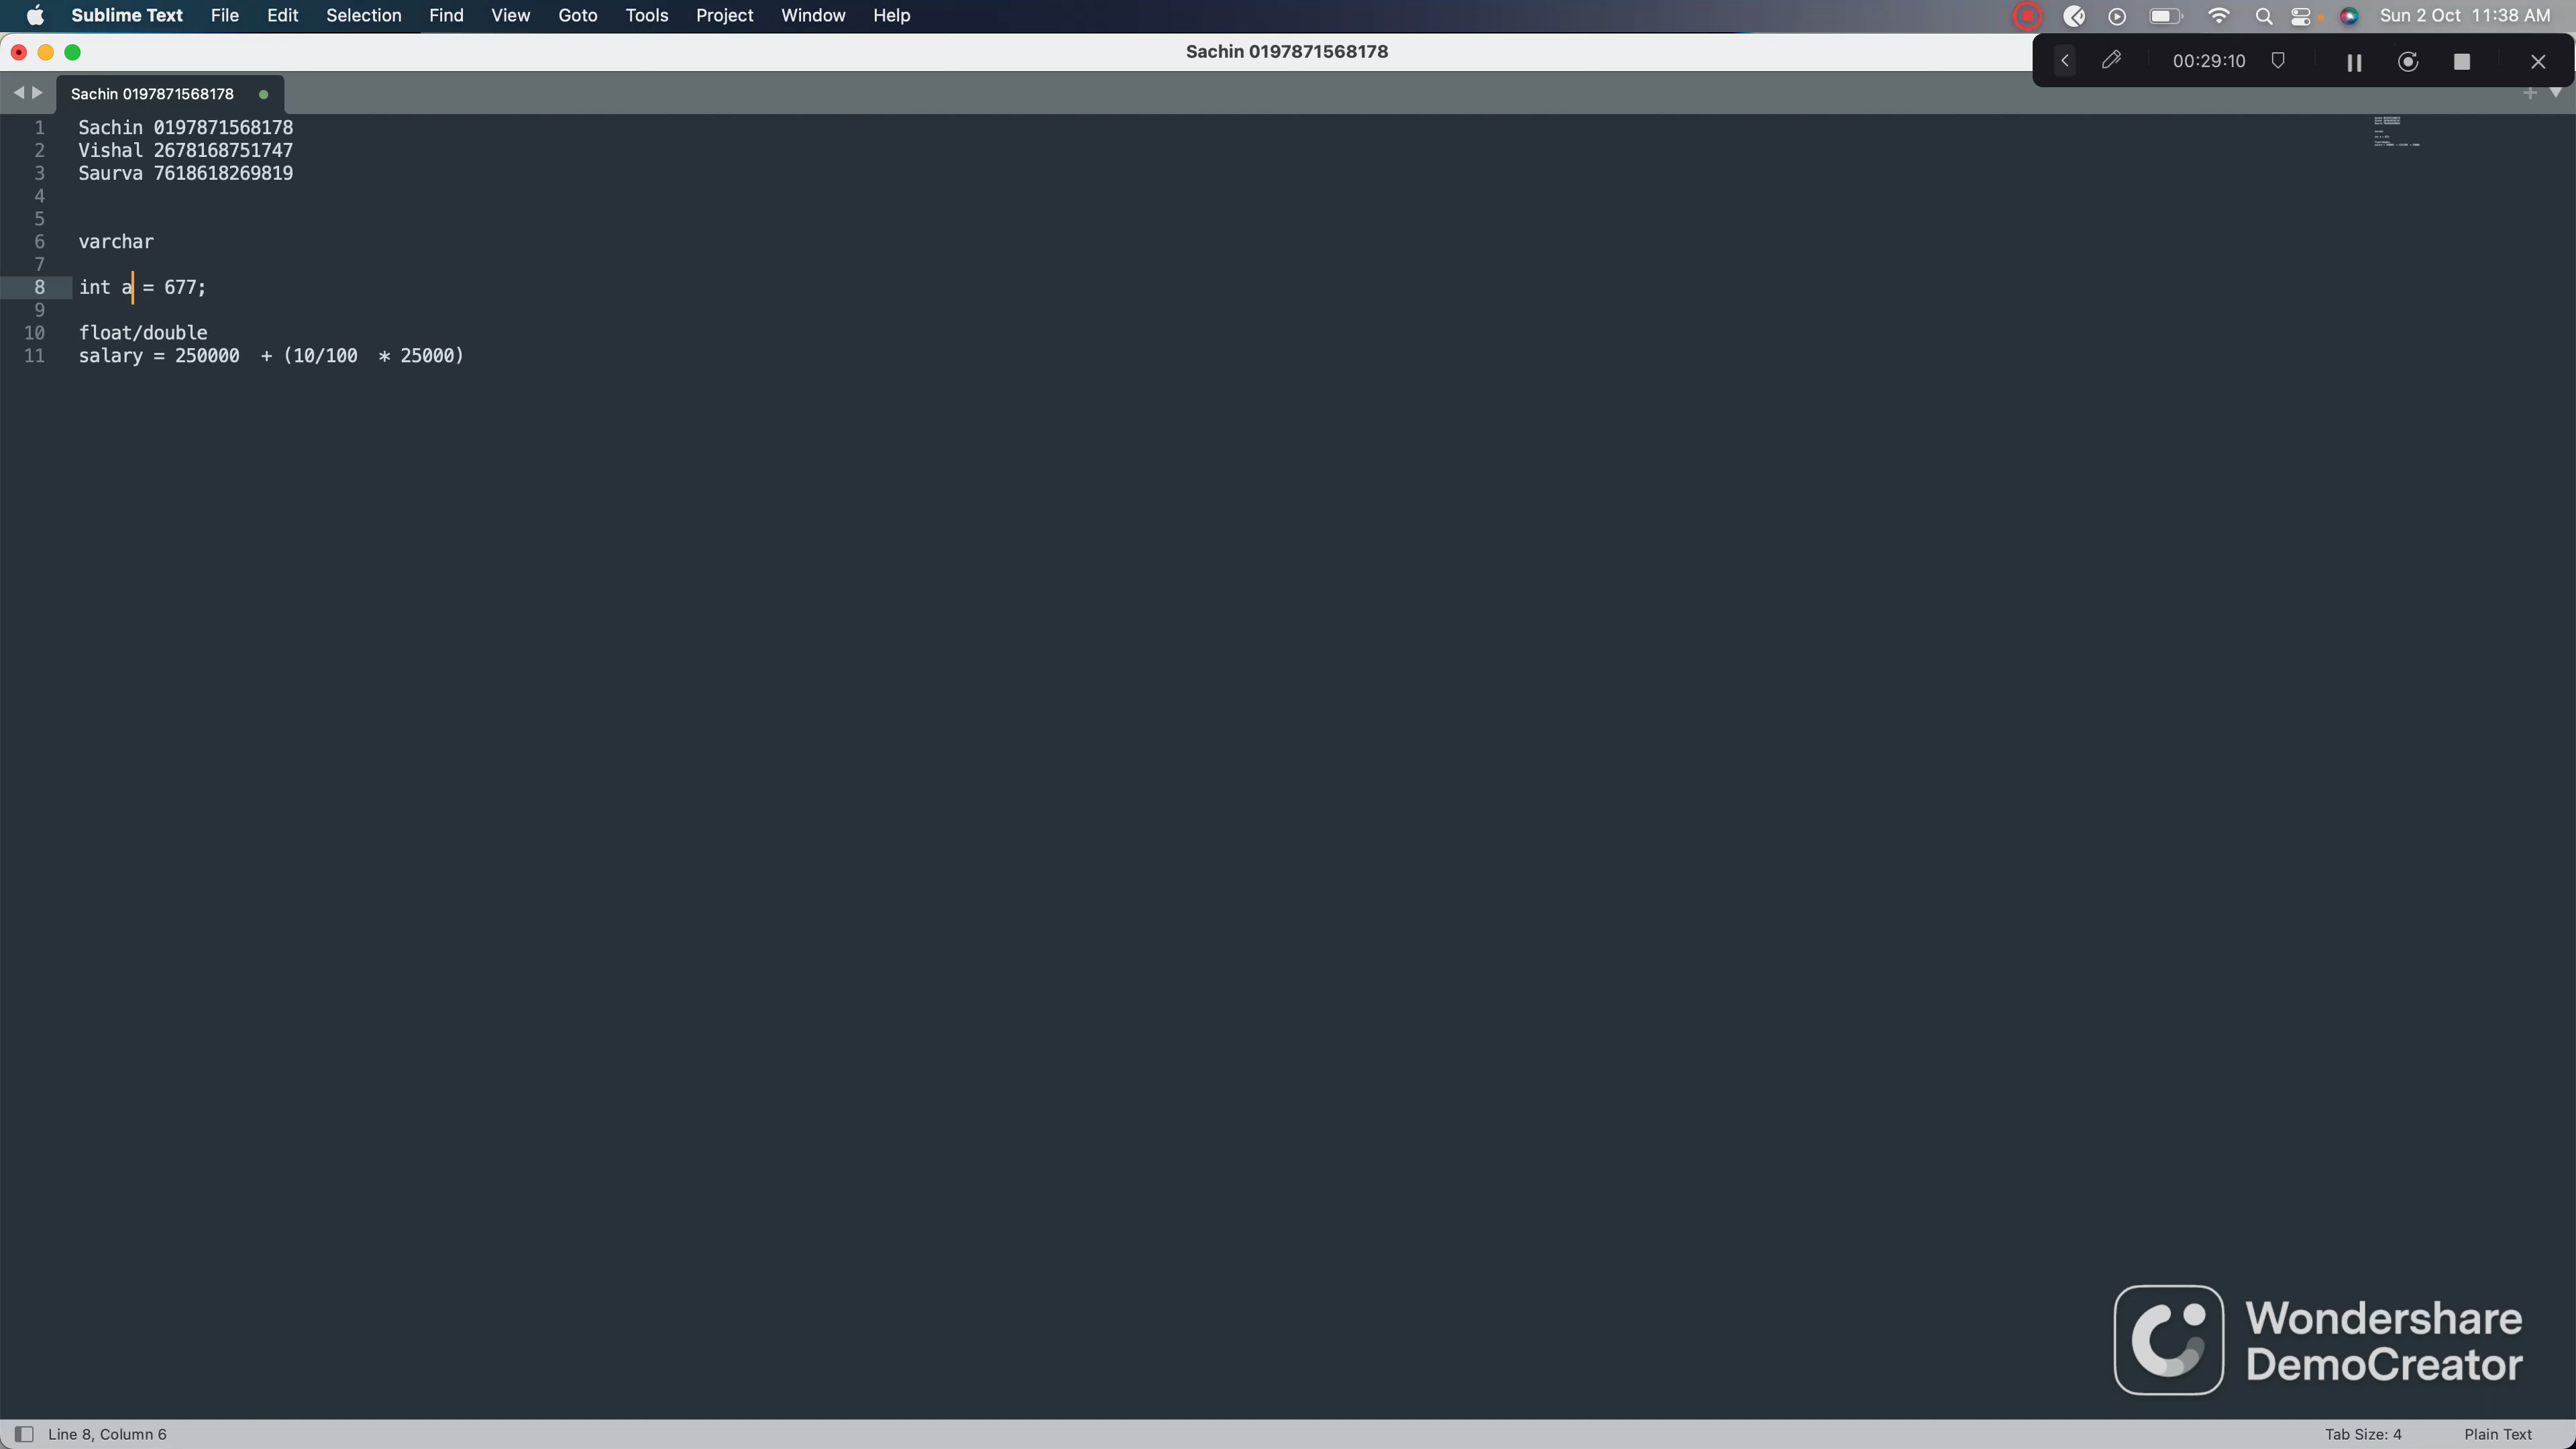 Sublime Text File Edit Selection Find View Goto Tools Project Window Help Sun 2 Oct 11:38 AM
Sachin 0197871568178
00:29:10
Sachin 0197871568178
1 Sachin 0197871568178
2 Vishal 2678168751747
3 Saurva 7618618269819
4
5
6 varchar
7
8 int a = 677;
9
10 float/double
11 salary = 250000  + (10/100  * 25000)
Wondershare
DemoCreator
Line 8, Column 6 Tab Size: 4 Plain Text